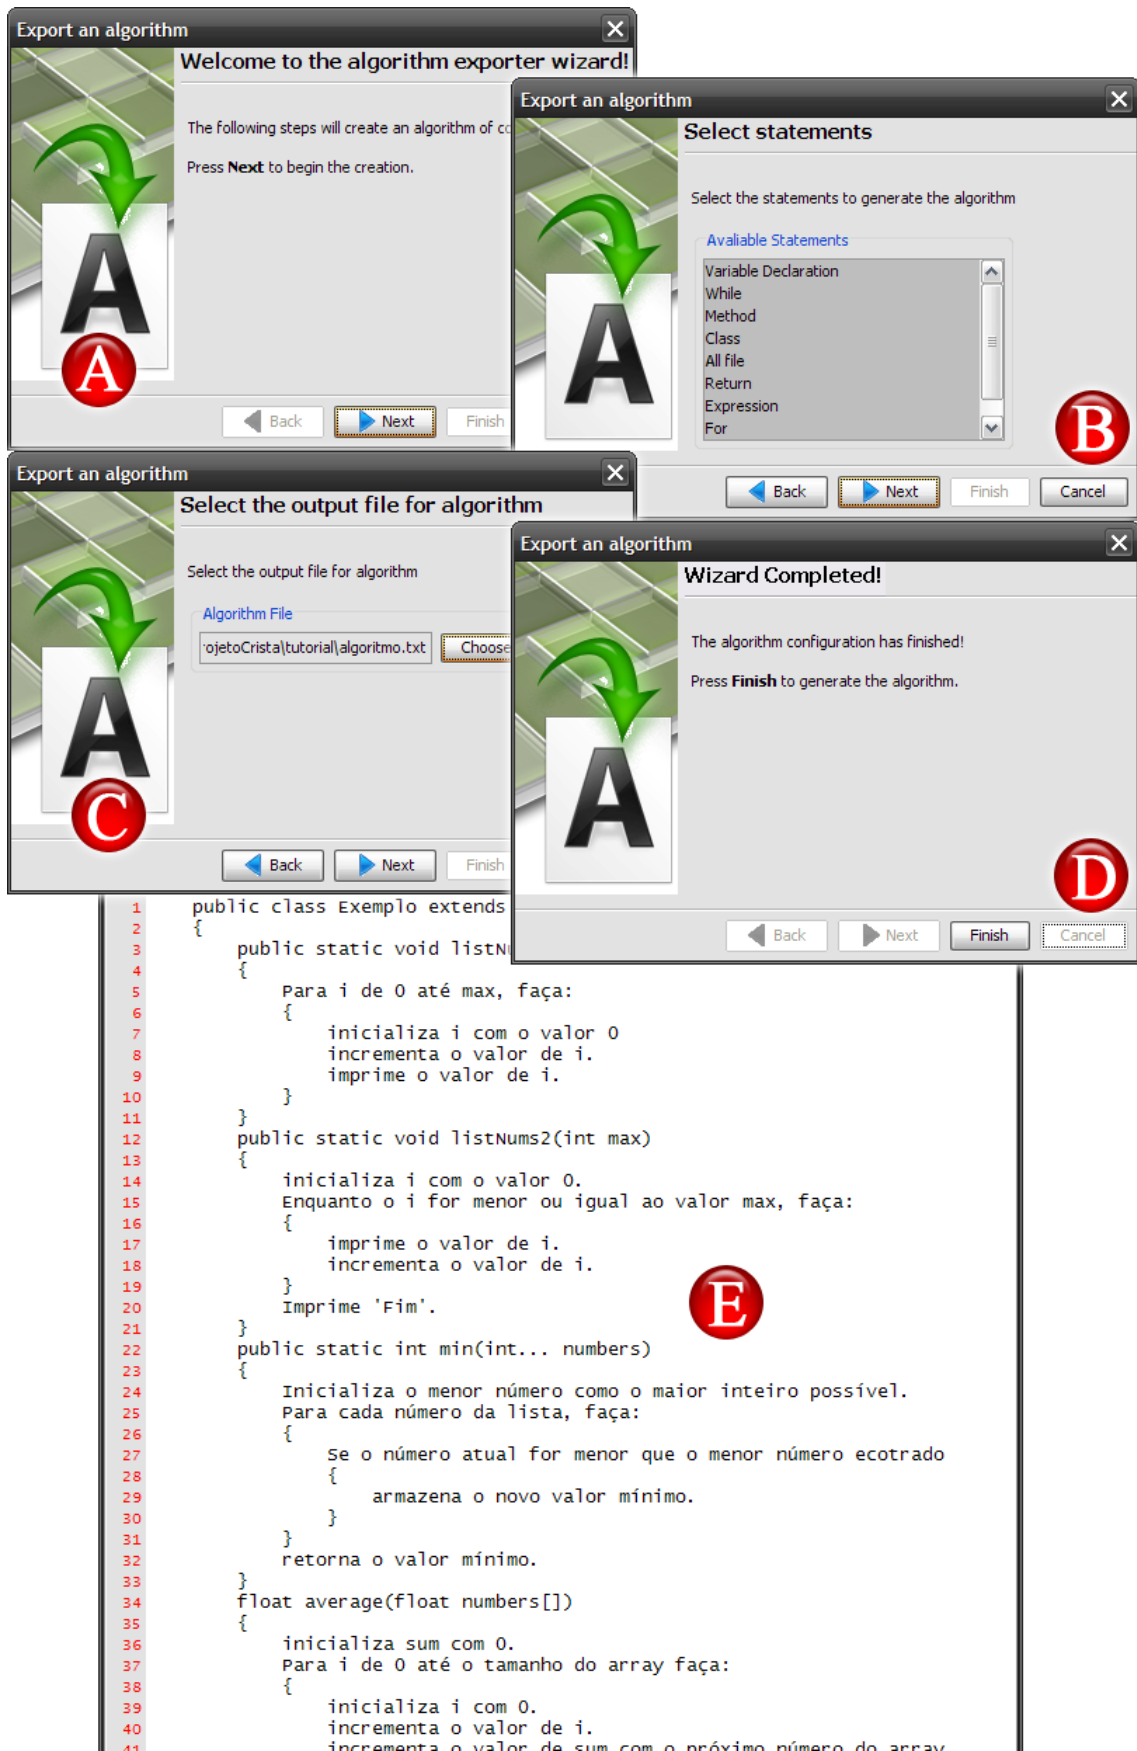 Export an algorithm
Welcome to the algorithm exporter wizard!
The following steps will create an algorithm of
Press Next to begin the creation.
A
A
Back
Next
Finish
Export an algorithm
Select statements
Select the statements to generate the algorithm
Avaliable Statements
Variable Declaration
While
Method
Class
All file
Return
Expression
For
A
B
Back
Next
Finish
Cancel
Export an algorithm
Select the output file for algorithm
Select the output file for algorithm
Algorithm File
ojetoCrista\tutorial\algoritmo.txt
Choose
A
C
Back
Next
Finish
Export an algorithm
Wizard Completed!
The algorithm configuration has finished!
Press Finish to generate the algorithm.
A
D
Back
Next
Finish
Cancel
1 public class Exemplo extends
2 {
3 public static void
4 {
5 Para i de 0 até max, faça:
6 {
7 inicializa i com o valor 0
8 incrementa o valor de i.
9 imprime o valor de i.
10 }
11 }
12 public static void listNums2(int max)
13 {
14 inicializa i com o valor 0.
15 Enquanto o i for menor ou igual ao valor max, faça:
16 {
17 imprime o valor de i.
18 incrementa o valor de i.
19 }
20 Imprime 'Fim'.
21 }
22 public static int min(int... numbers)
23 {
24 Inicializa o menor número como o maior inteiro possível.
25 Para cada número da lista, faça:
26 {
27 Se o número atual for menor que o menor número ecotrado
28 {
29 armazena o novo valor mínimo.
30 }
31 }
32 retorna o valor mínimo.
33 }
34 float average(float numbers[])
35 {
36 inicializa sum com 0.
37 Para i de 0 até o tamanho do array faça:
38 {
39 inicializa i com 0.
40 incrementa o valor de i.
41 incrementa o valor de sum com o próximo número do array
E